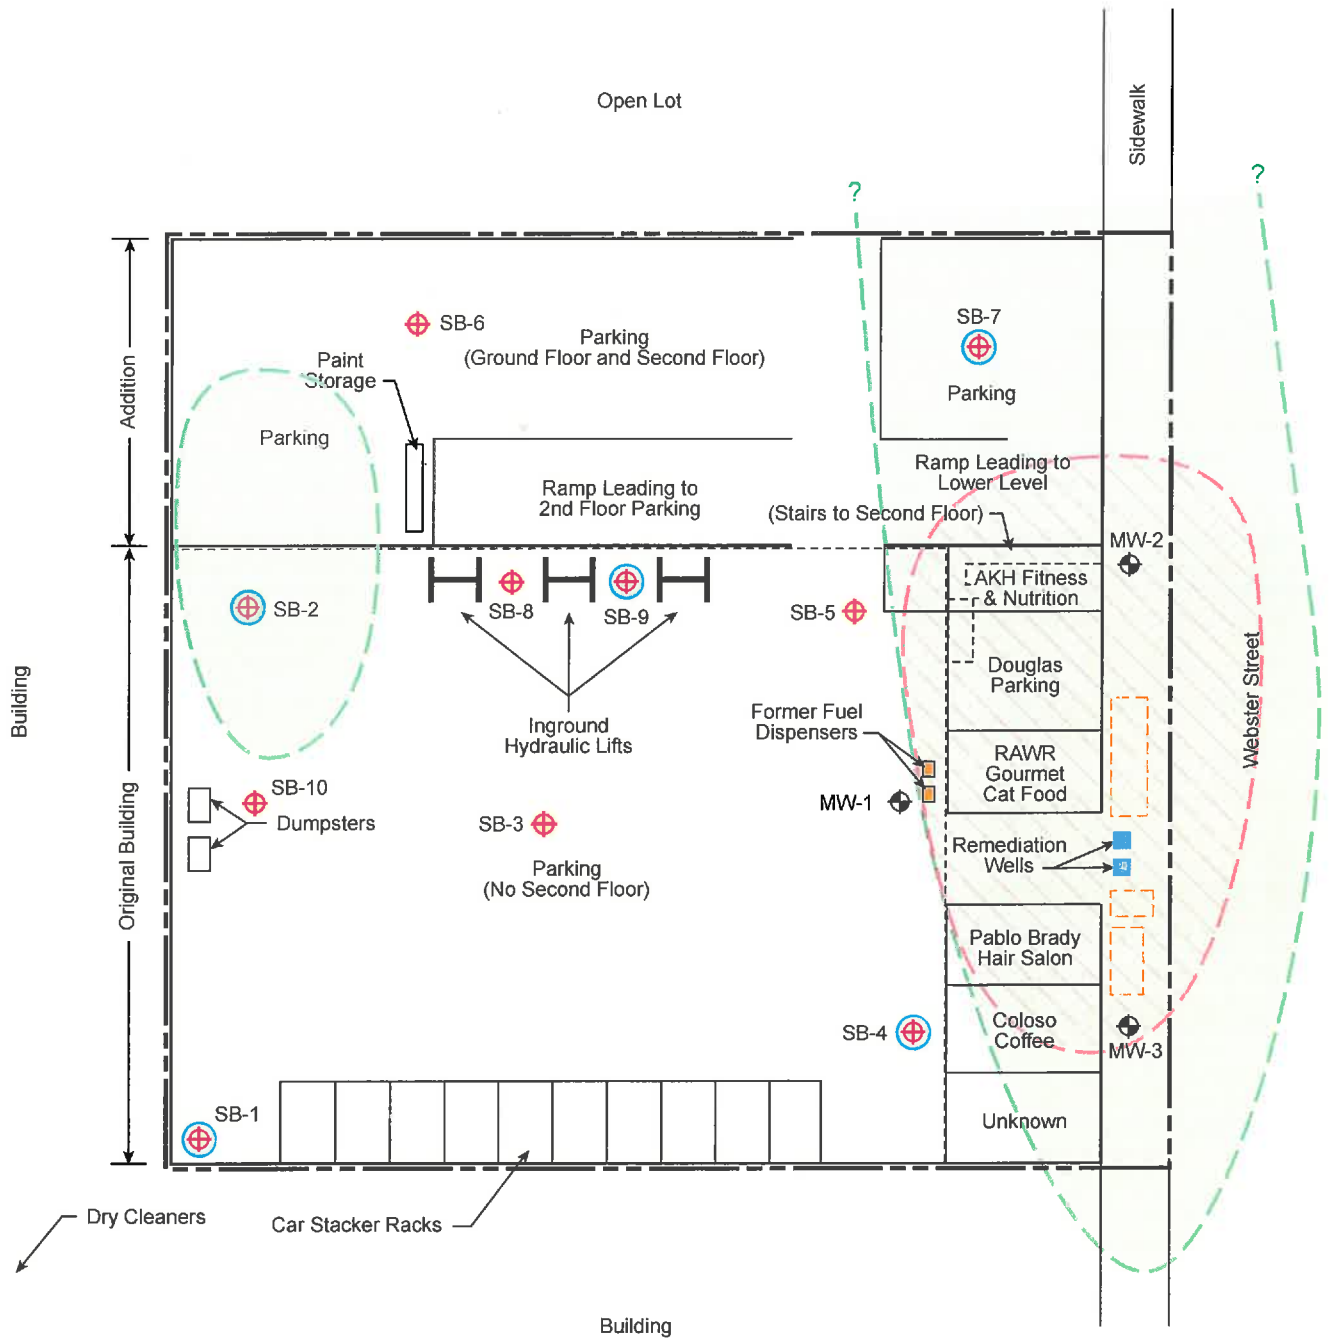 Open Lot
Sidewalk
?
?
Addition
SB-6
Parking
(Ground Floor and Second Floor)
SB-7
Parking
Paint
Storage
Parking
Ramp Leading to
2nd Floor Parking
Ramp Leading to
Lower Level
(Stairs to Second Floor)
MW-2
AKH Fitness
& Nutrition
SB-2
SB-8
SB-9
SB-5
Building
Original Building
Inground
Hydraulic Lifts
Douglas
Parking
Webster Street
Former Fuel
Dispensers
RAWR
Gourmet
Cat Food
SB-10
Dumpsters
SB-3
MW-1
Parking
(No Second Floor)
Remediation
Wells
Pablo Brady
Hair Salon
SB-4
Coloso
Coffee
MW-3
SB-1
Unknown
Dry Cleaners
Car Stacker Racks
Building